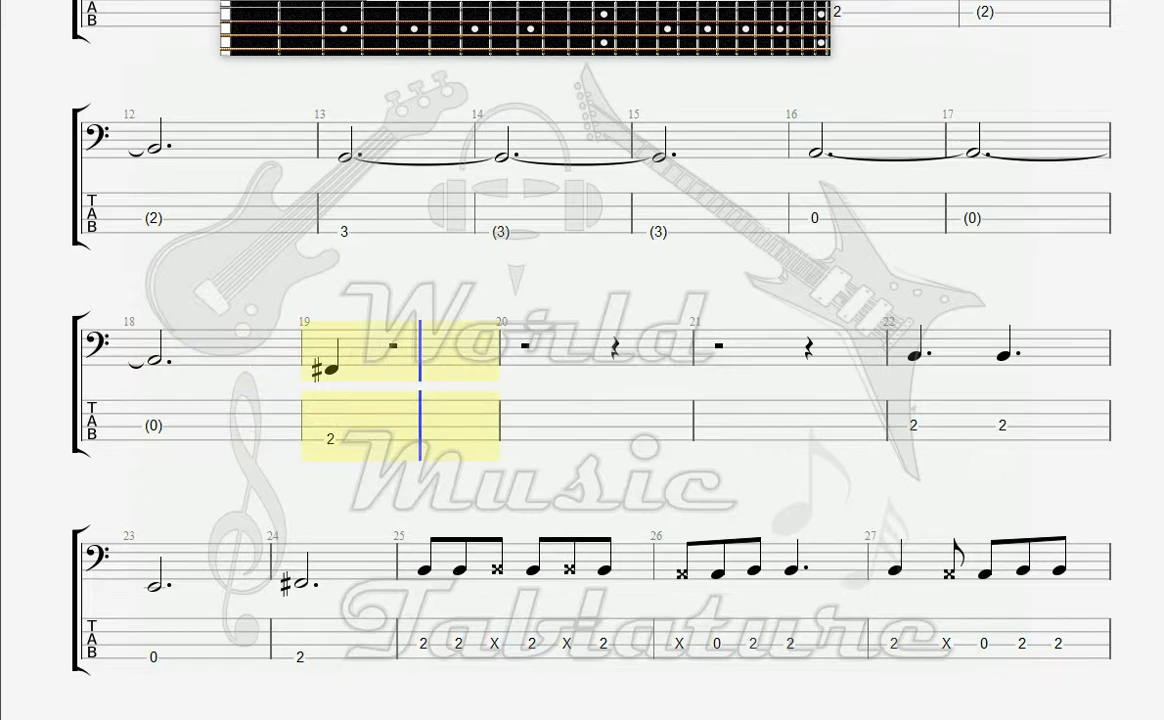 T
A
B
2 (2)
12 13 14 15 16 17
T
A
B
(2) 3 (3) (3) 0 (0)
18 19 20 21 22
T
A
B
(0) 2 2 2
23 24 25 26 27
T
A
B
0 2 2 2 X 2 X 2 X 0 2 2 2 X 0 2 2
World
Music
Tablature